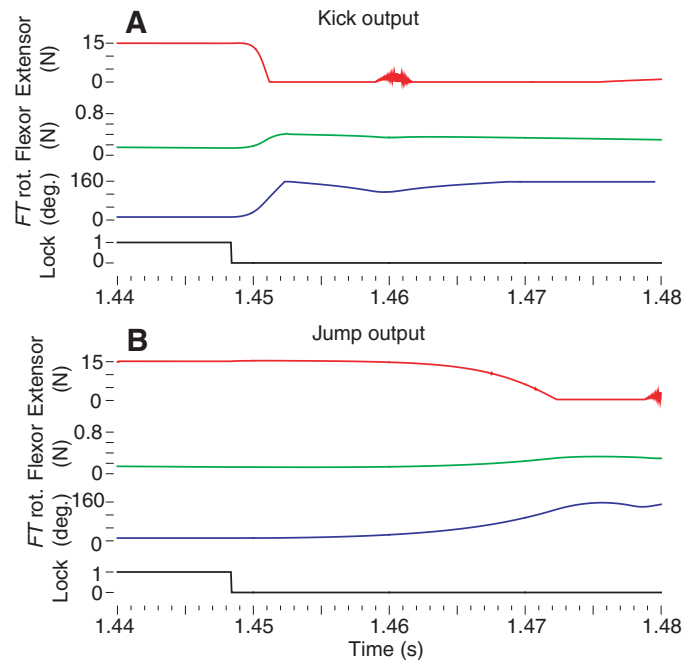 A
Kick output
Extensor (N)
15
0
Flexor (N)
0.8
0
FT rot. (deg.)
160
0
Lock
1
0
1.44 1.45 1.46 1.47 1.48
B
Jump output
Extensor (N)
15
0
Flexor (N)
0.8
0
FT rot. (deg.)
160
0
Lock
1
0
1.44 1.45 1.46 1.47 1.48
Time (s)